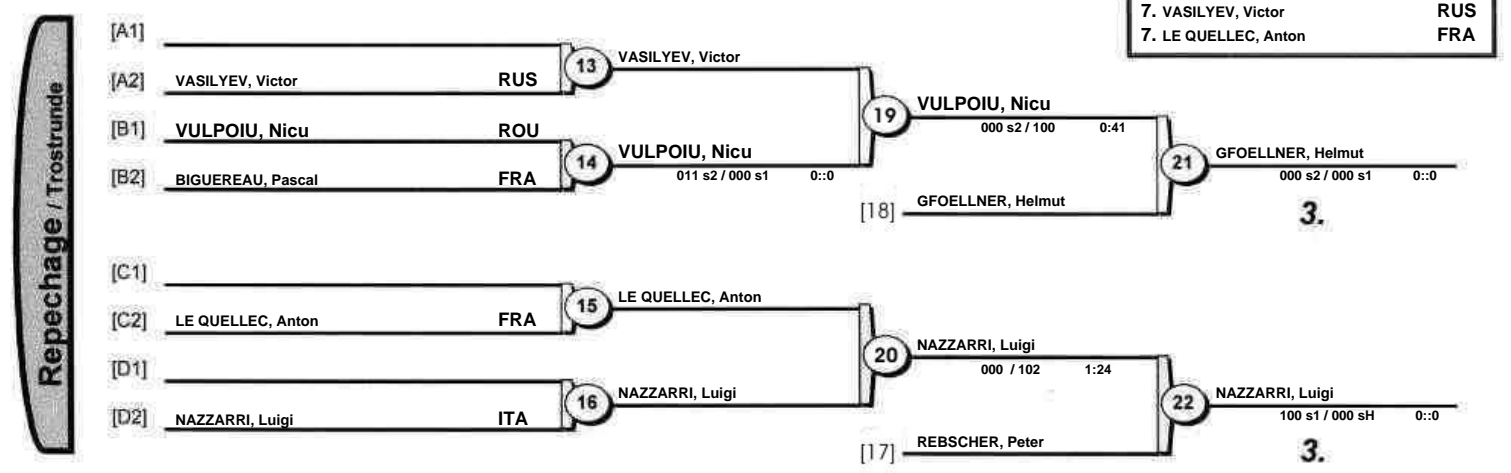 7. VASILYEV, Victor RUS
7. LE QUELLEC, Anton FRA
Repechage / Trostrunde
[A1]
[A2] VASILYEV, Victor RUS
13 VASILYEV, Victor
[B1] VULPOIU, Nicu ROU
[B2] BIGUEREAU, Pascal FRA
14 VULPOIU, Nicu
011 s2 / 000 s1 0::0
19 VULPOIU, Nicu
000 s2 / 100 0:41
[18] GFOELLNER, Helmut
21 GFOELLNER, Helmut
000 s2 / 000 s1 0::0
3.
[C1]
[C2] LE QUELLEC, Anton FRA
15 LE QUELLEC, Anton
[D1]
[D2] NAZZARRI, Luigi ITA
16 NAZZARRI, Luigi
20 NAZZARRI, Luigi
000 / 102 1:24
[17] REBSCHER, Peter
22 NAZZARRI, Luigi
100 s1 / 000 sH 0::0
3.